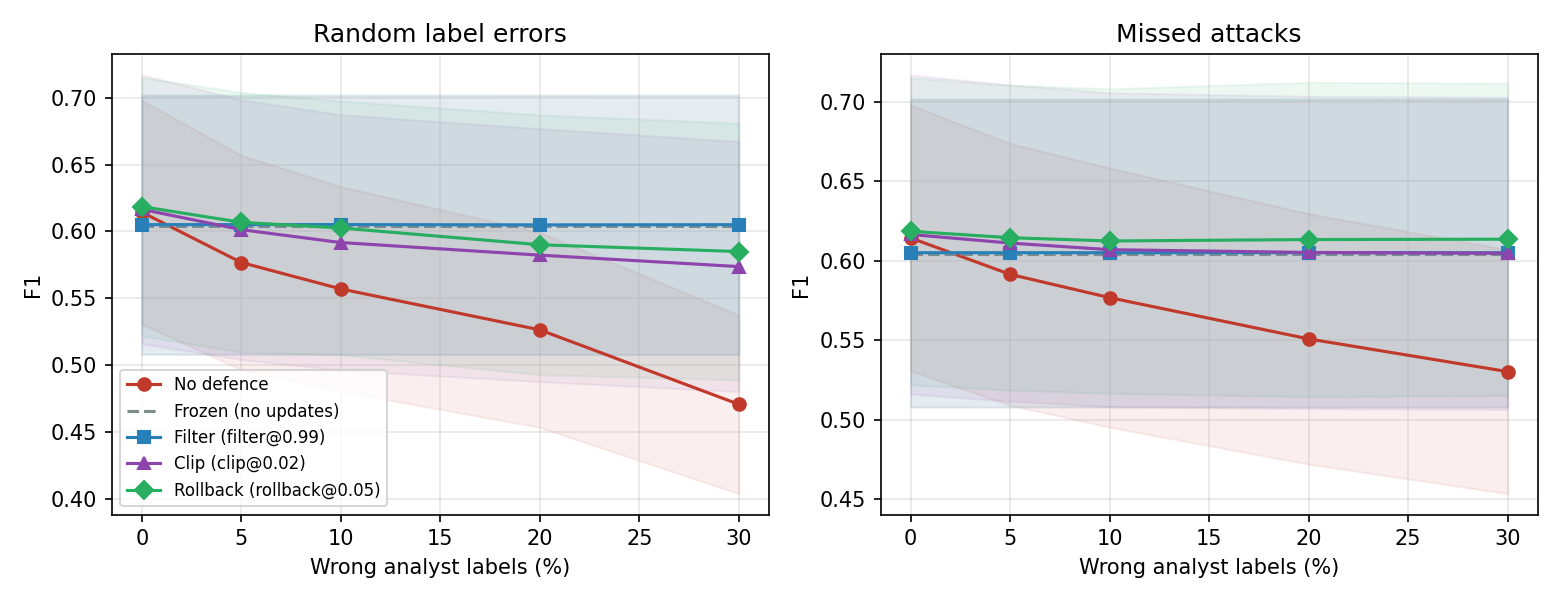 Random label errors
F1
0.70
0.65
0.60
0.55
0.50
0.45
0.40
No defence
Frozen (no updates)
Filter (filter@0.99)
Clip (clip@0.02)
Rollback (rollback@0.05)
0 5 10 15 20 25 30
Wrong analyst labels (%)
Missed attacks
F1
0.70
0.65
0.60
0.55
0.50
0.45
0 5 10 15 20 25 30
Wrong analyst labels (%)